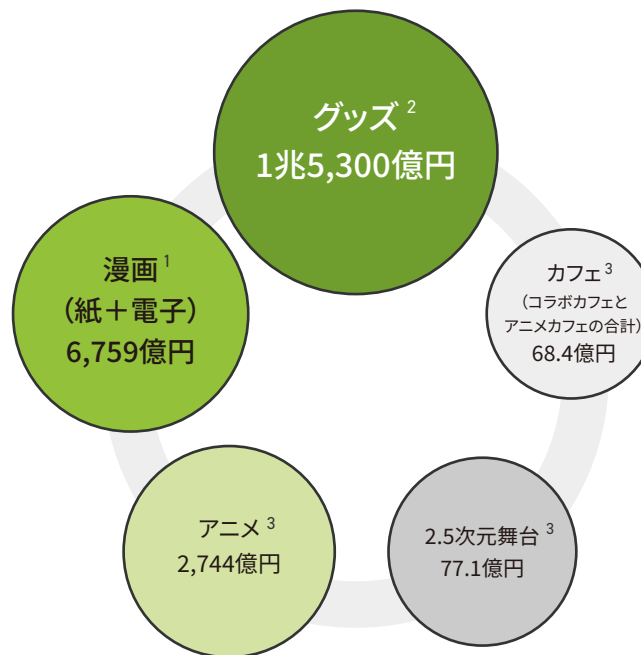 グッズ 2
1兆5,300億円
漫画 1
（紙＋電子）
6,759億円
カフェ 3
（コラボカフェと
アニメカフェの合計）
68.4億円
アニメ 3
2,744億円
2.5次元舞台 3
77.1億円